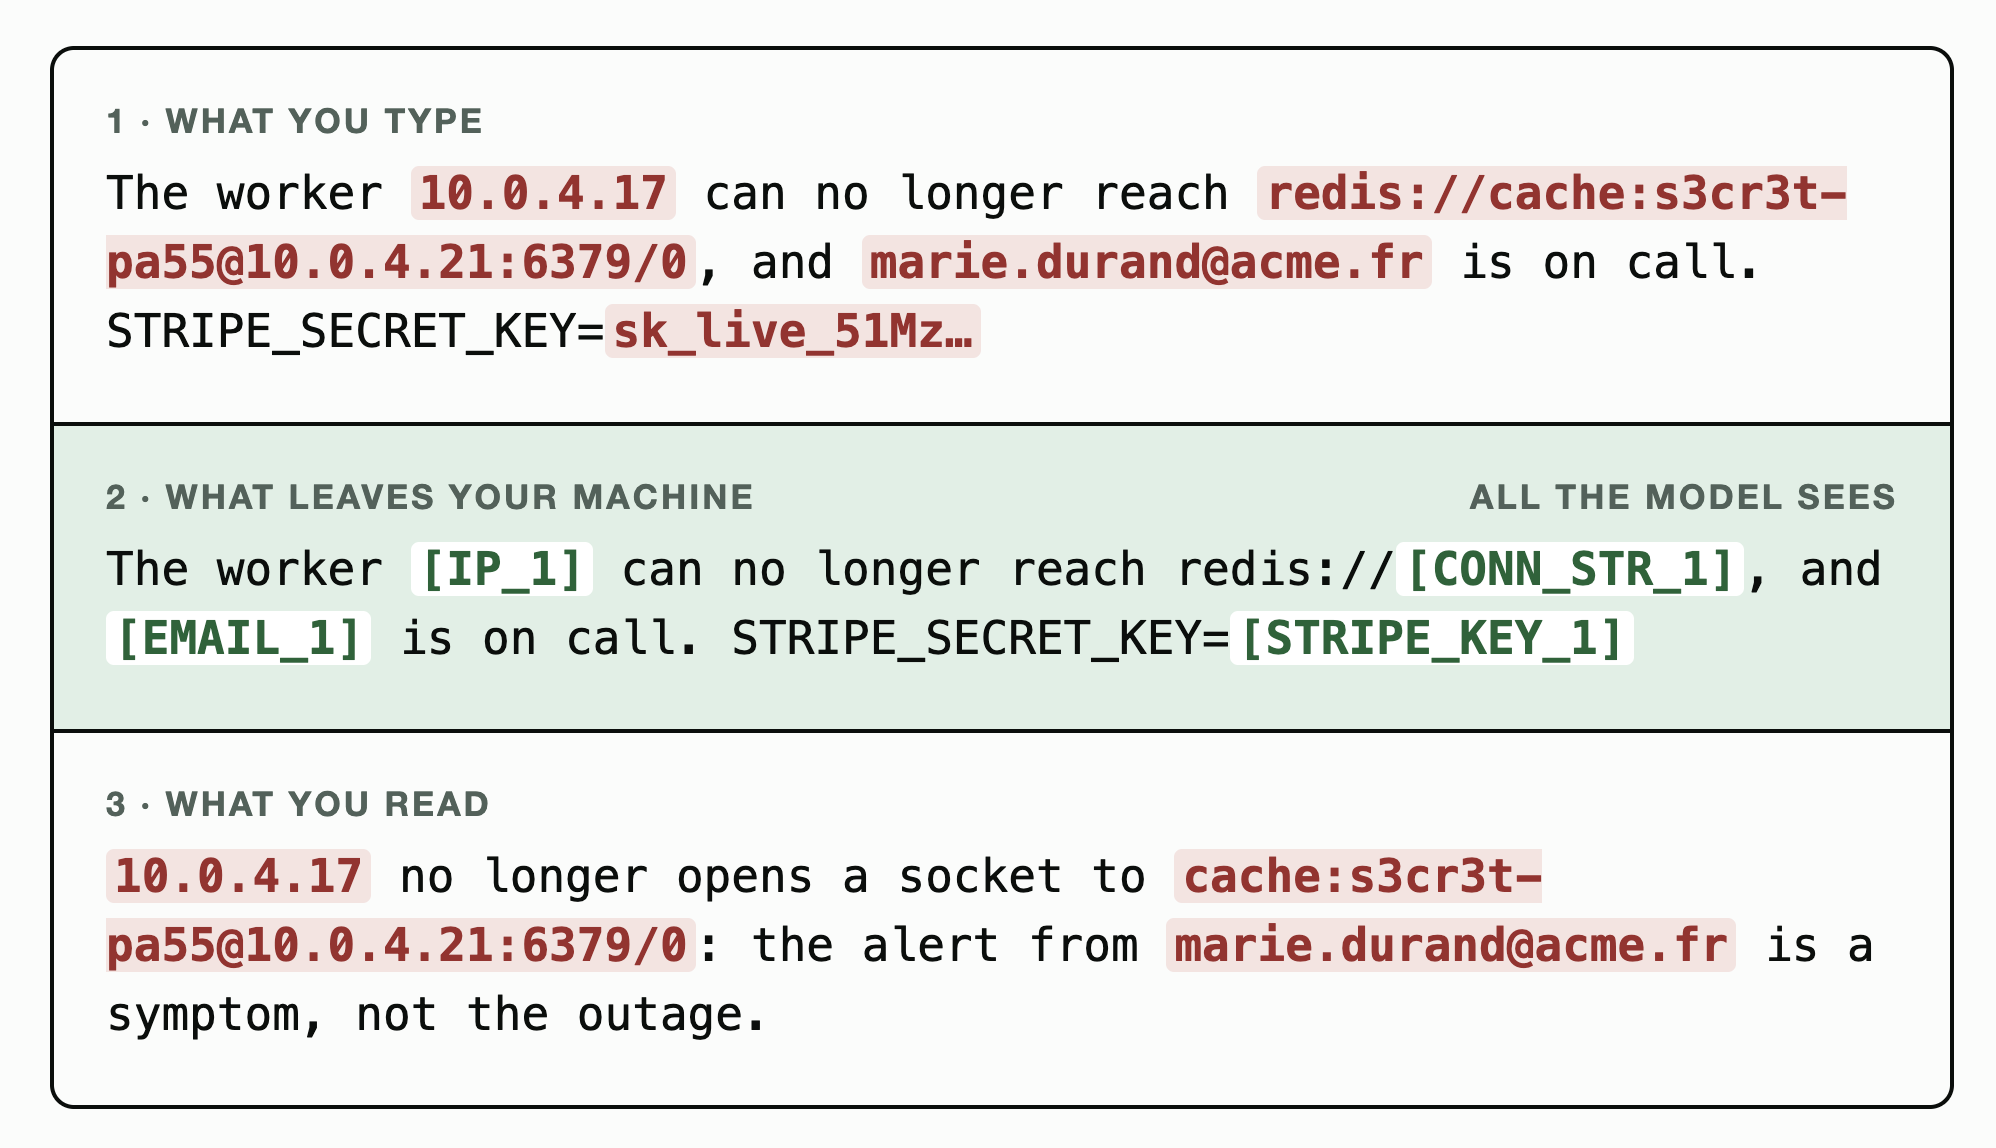 1 · WHAT YOU TYPE
The worker 10.0.4.17 can no longer reach redis://cache:s3cr3t-
pa55@10.0.4.21:6379/0, and marie.durand@acme.fr is on call.
STRIPE_SECRET_KEY=sk_live_51Mz…
2 · WHAT LEAVES YOUR MACHINE
ALL THE MODEL SEES
The worker [IP_1] can no longer reach redis://[CONN_STR_1], and
[EMAIL_1] is on call. STRIPE_SECRET_KEY=[STRIPE_KEY_1]
3 · WHAT YOU READ
10.0.4.17 no longer opens a socket to cache:s3cr3t-
pa55@10.0.4.21:6379/0: the alert from marie.durand@acme.fr is a
symptom, not the outage.